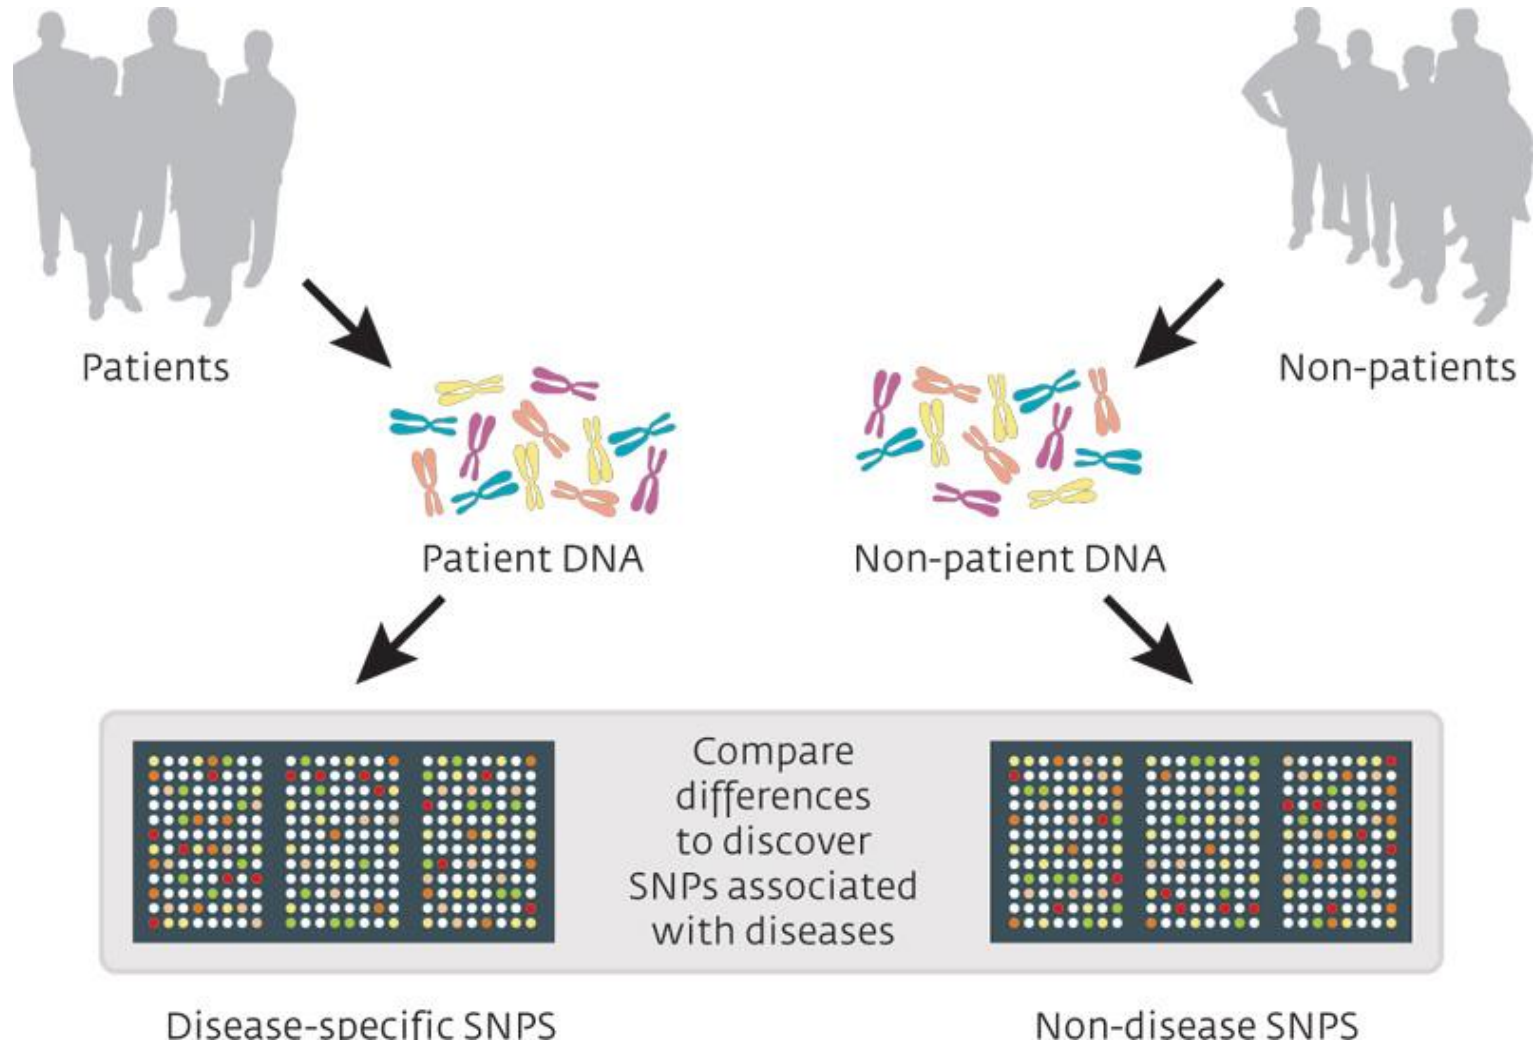 Patients
Non-patients
Patient DNA
Non-patient DNA
Compare
differences
to discover
SNPs associated
with diseases
Disease-specific SNPS
Non-disease SNPS